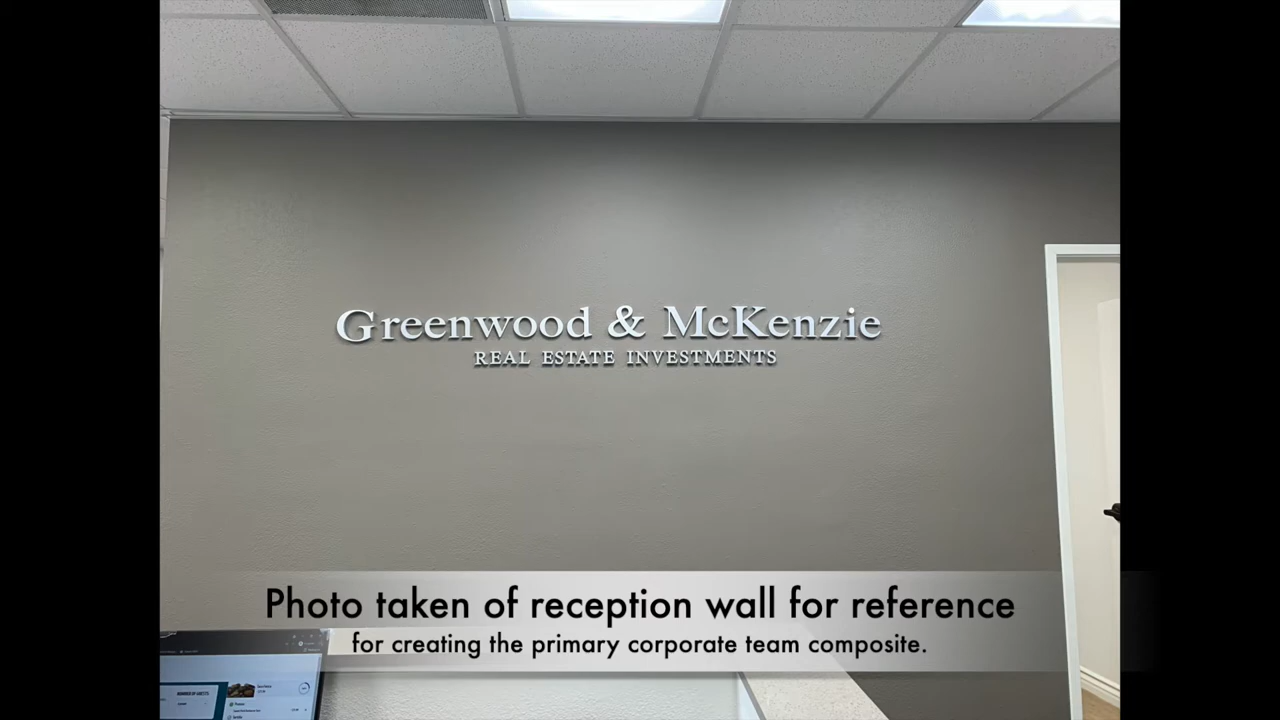 Greenwood & McKenzie
REAL ESTATE INVESTMENTS
Photo taken of reception wall for reference
for creating the primary corporate team composite.